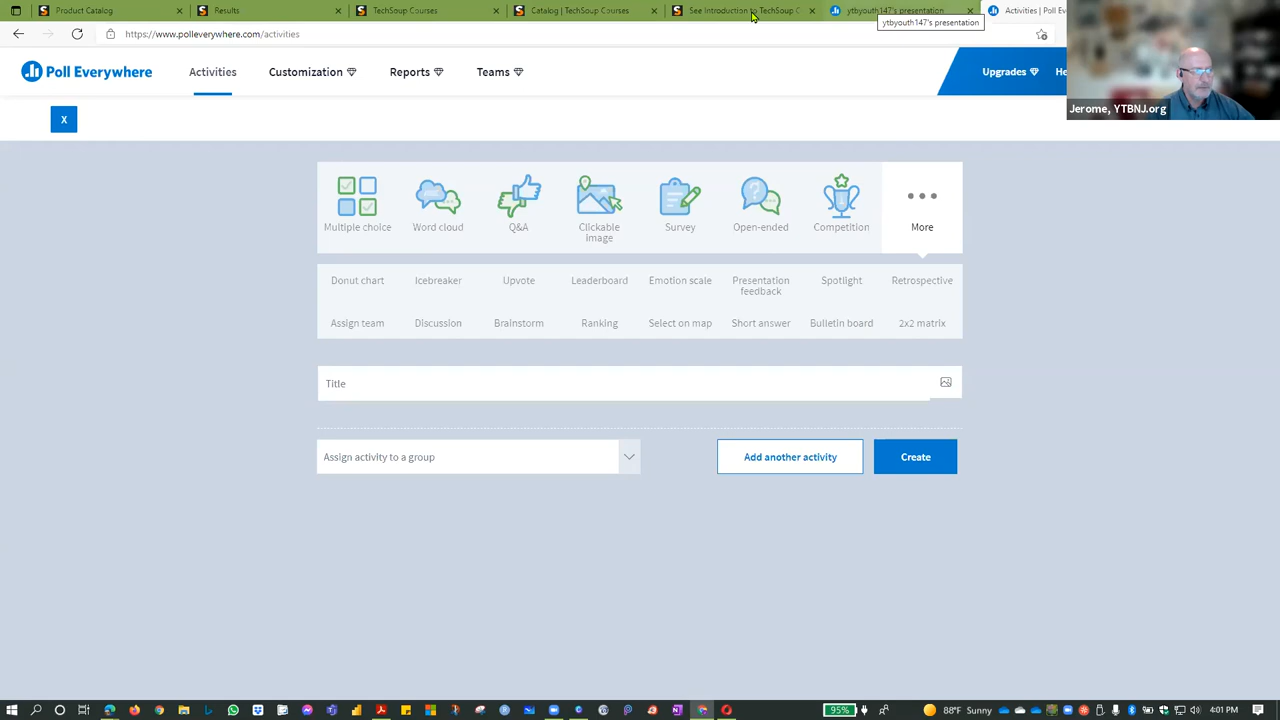 Product Catalog
Results
TechSoup Courses
Catalog | TechSoup Courses
See Introduction to TechSoup C
ytbyouth147's presentation
Activities | Poll Ev
ytbyouth147's presentation
https://www.polleverywhere.com/activities
Poll Everywhere
Activities
Customization
Reports
Teams
Upgrades
He
Jerome, YTBNJ.org
X
Multiple choice
Word cloud
Q&A
Clickable
image
Survey
Open-ended
Competition
More
Donut chart
Icebreaker
Upvote
Leaderboard
Emotion scale
Presentation
feedback
Spotlight
Retrospective
Assign team
Discussion
Brainstorm
Ranking
Select on map
Short answer
Bulletin board
2x2 matrix
Title
Assign activity to a group
Add another activity
Create
95%
88°F Sunny
4:01 PM